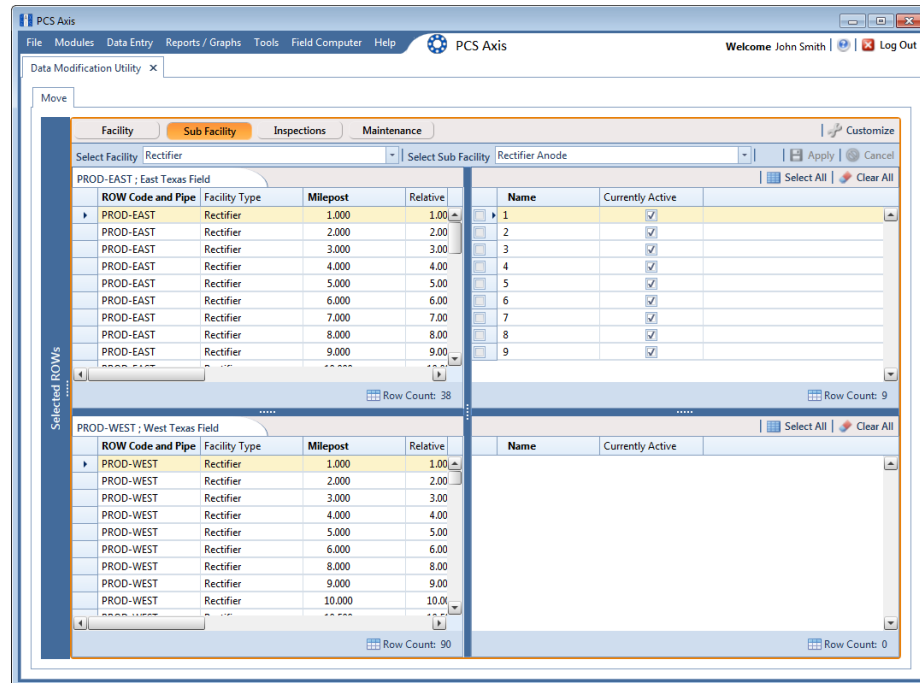 PCS Axis
File Modules Data Entry Reports / Graphs Tools Field Computer Help PCS Axis Welcome John Smith Log Out
Data Modification Utility
Move
Facility Sub Facility Inspections Maintenance Customize
Select Facility Rectifier Select Sub Facility Rectifier Anode Apply Cancel
PROD-EAST ; East Texas Field Select All Clear All
ROW Code and Pipe Facility Type Milepost Relative Name Currently Active
PROD-EAST Rectifier 1.000 1.00 1
PROD-EAST Rectifier 2.000 2.00 2
PROD-EAST Rectifier 3.000 3.00 3
PROD-EAST Rectifier 4.000 4.00 4
PROD-EAST Rectifier 5.000 5.00 5
PROD-EAST Rectifier 6.000 6.00 6
PROD-EAST Rectifier 7.000 7.00 7
PROD-EAST Rectifier 8.000 8.00 8
PROD-EAST Rectifier 9.000 9.00 9
Row Count: 38 Row Count: 9
Selected ROWs
PROD-WEST ; West Texas Field Select All Clear All
ROW Code and Pipe Facility Type Milepost Relative Name Currently Active
PROD-WEST Rectifier 1.000 1.00
PROD-WEST Rectifier 2.000 2.00
PROD-WEST Rectifier 3.000 3.00
PROD-WEST Rectifier 4.000 4.00
PROD-WEST Rectifier 5.000 5.00
PROD-WEST Rectifier 6.000 6.00
PROD-WEST Rectifier 8.000 8.00
PROD-WEST Rectifier 9.000 9.00
PROD-WEST Rectifier 10.000 10.00
Row Count: 90 Row Count: 0